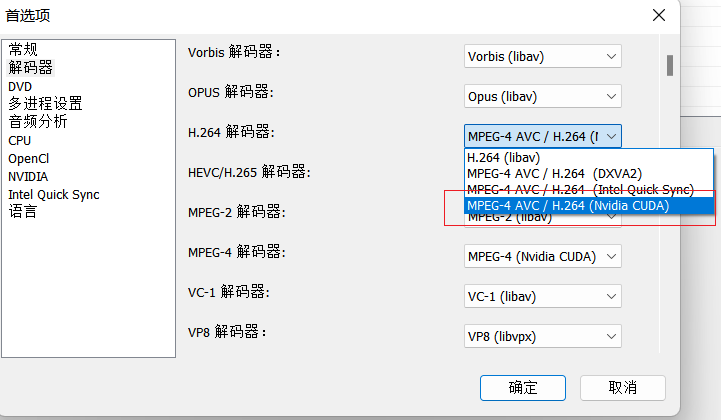 首选项
常规
解码器
DVD
多进程设置
音频分析
CPU
OpenCl
NVIDIA
Intel Quick Sync
语言
Vorbis 解码器：
Vorbis (libav)
OPUS 解码器:
Opus (libav)
H.264 解码器:
MPEG-4 AVC / H.264 (N
H.264 (libav)
MPEG-4 AVC / H.264 (DXVA2)
MPEG-4 AVC / H.264 (Intel Quick Sync)
MPEG-4 AVC / H.264 (Nvidia CUDA)
HEVC/H.265 解码器:
MPEG-2 解码器:
MPEG-2 (libav)
MPEG-4 解码器:
MPEG-4 (Nvidia CUDA)
VC-1 解码器:
VC-1 (libav)
VP8 解码器：
VP8 (libvpx)
确定
取消